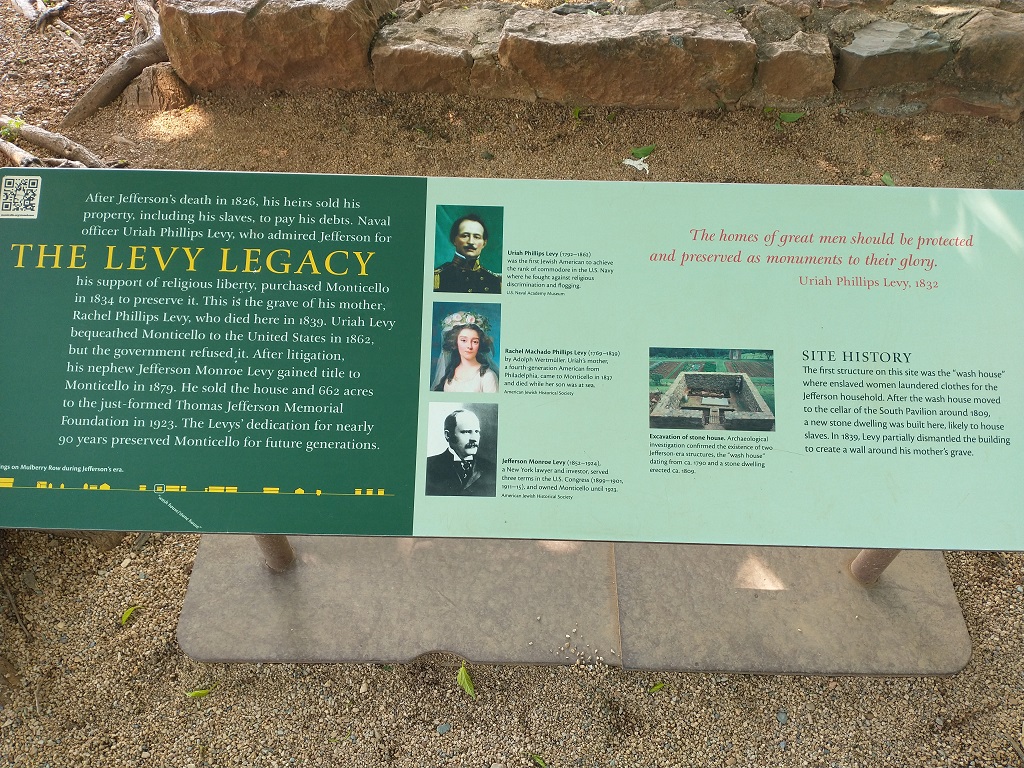 After Jefferson's death in 1826, his heirs sold his
property, including his slaves, to pay his debts. Naval
officer Uriah Phillips Levy, who admired Jefferson for
THE LEVY LEGACY
his support of religious liberty, purchased Monticello
in 1834 to preserve it. This is the grave of his mother,
Rachel Phillips Levy, who died here in 1839. Uriah Levy
bequeathed Monticello to the United States in 1862,
but the government refused it. After litigation,
his nephew Jefferson Monroe Levy gained title to
Monticello in 1879. He sold the house and 662 acres
to the just-formed Thomas Jefferson Memorial
Foundation in 1923. The Levys' dedication for nearly
90 years preserved Monticello for future generations.
ings on Mulberry Row during Jefferson's era.
"wash house/stone house"
Uriah Phillips Levy (1792–1862)
was the first Jewish American to achieve
the rank of commodore in the U.S. Navy
where he fought against religious
discrimination and flogging.
U.S. Naval Academy Museum
Rachel Machado Phillips Levy (1769–1839)
by Adolph Wertmüller. Uriah's mother,
a fourth-generation American from
Philadelphia, came to Monticello in 1837
and died while her son was at sea.
American Jewish Historical Society
Jefferson Monroe Levy (1852–1924),
a New York lawyer and investor, served
three terms in the U.S. Congress (1899–1901,
1911–15), and owned Monticello until 1923.
American Jewish Historical Society
The homes of great men should be protected
and preserved as monuments to their glory.
Uriah Phillips Levy, 1832
Excavation of stone house. Archaeological
investigation confirmed the existence of two
Jefferson-era structures, the "wash house"
dating from ca. 1790 and a stone dwelling
erected ca. 1809.
SITE HISTORY
The first structure on this site was the "wash house"
where enslaved women laundered clothes for the
Jefferson household. After the wash house moved
to the cellar of the South Pavilion around 1809,
a new stone dwelling was built here, likely to house
slaves. In 1839, Levy partially dismantled the building
to create a wall around his mother's grave.